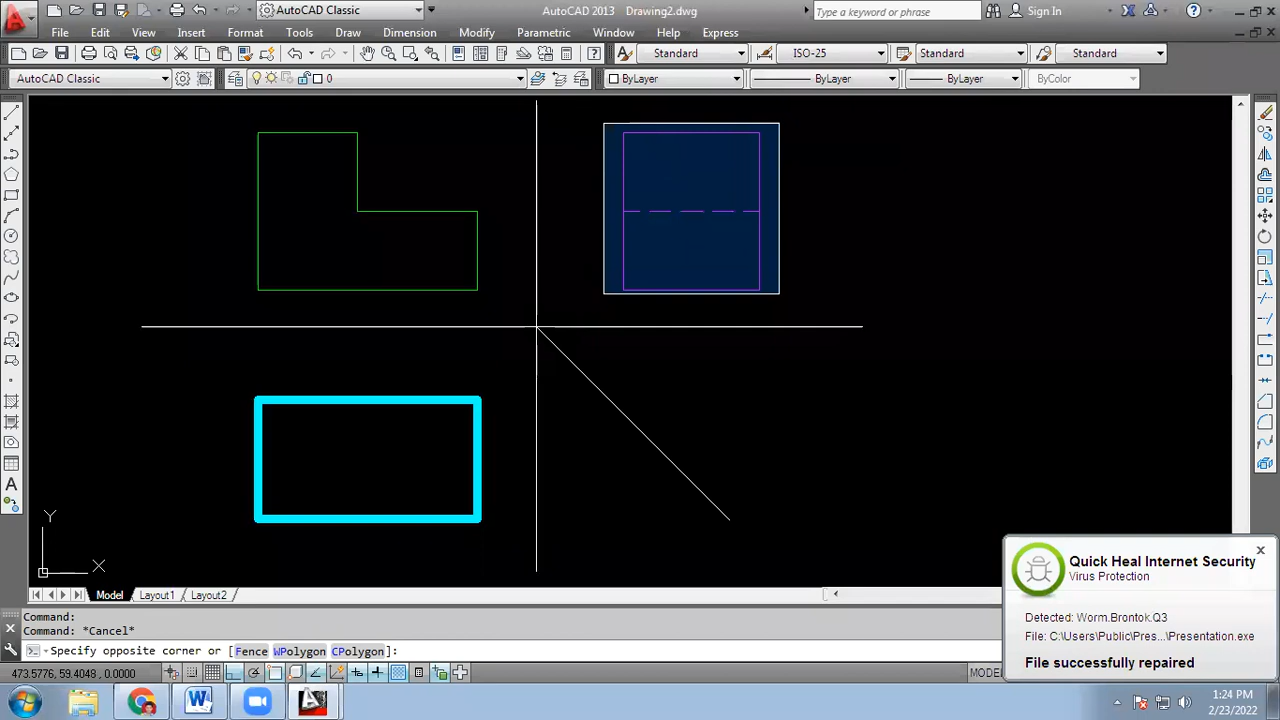 AutoCAD Classic
AutoCAD 2013 Drawing2.dwg
Type a keyword or phrase
Sign In
File Edit View Insert Format Tools Draw Dimension Modify Parametric Window Help Express
Standard ISO-25 Standard Standard
AutoCAD Classic 0 ByLayer ByLayer ByLayer ByColor
Y
X
Model Layout1 Layout2
Command:
Command: *Cancel*
Specify opposite corner or [Fence WPolygon CPolygon]:
473.5776, 59.4048, 0.0000
Quick Heal Internet Security
Virus Protection
Detected: Worm.Brontok.Q3
File: C:\Users\Public\Pres...\Presentation.exe
File successfully repaired
1:24 PM
2/23/2022